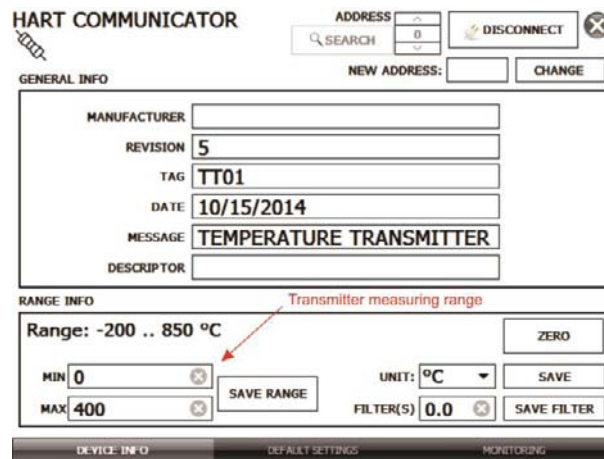 HART COMMUNICATOR
ADDRESS
SEARCH
0
DISCONNECT
NEW ADDRESS:
CHANGE
GENERAL INFO
MANUFACTURER
REVISION 5
TAG TT01
DATE 10/15/2014
MESSAGE TEMPERATURE TRANSMITTER
DESCRIPTOR
RANGE INFO
Transmitter measuring range
Range: -200 .. 850 ºC
ZERO
MIN 0
SAVE RANGE
UNIT: ºC
SAVE
MAX 400
FILTER(S) 0.0
SAVE FILTER
DEVICE INFO
DEFAULT SETTINGS
MONITORING